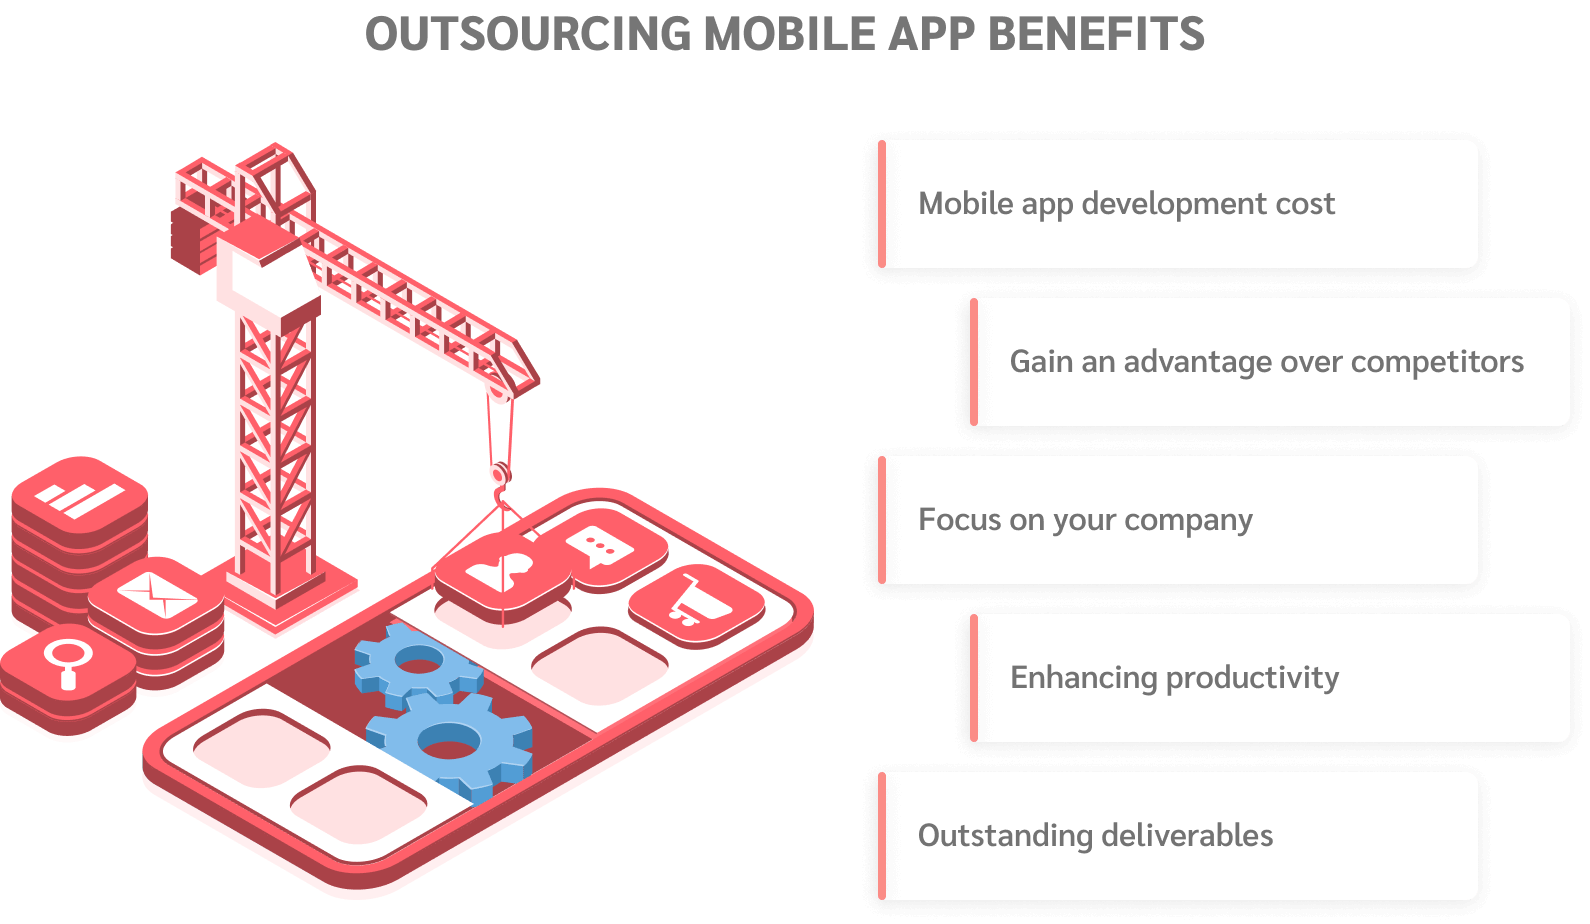 OUTSOURCING MOBILE APP BENEFITS
Mobile app development cost
Gain an advantage over competitors
Focus on your company
Enhancing productivity
Outstanding deliverables